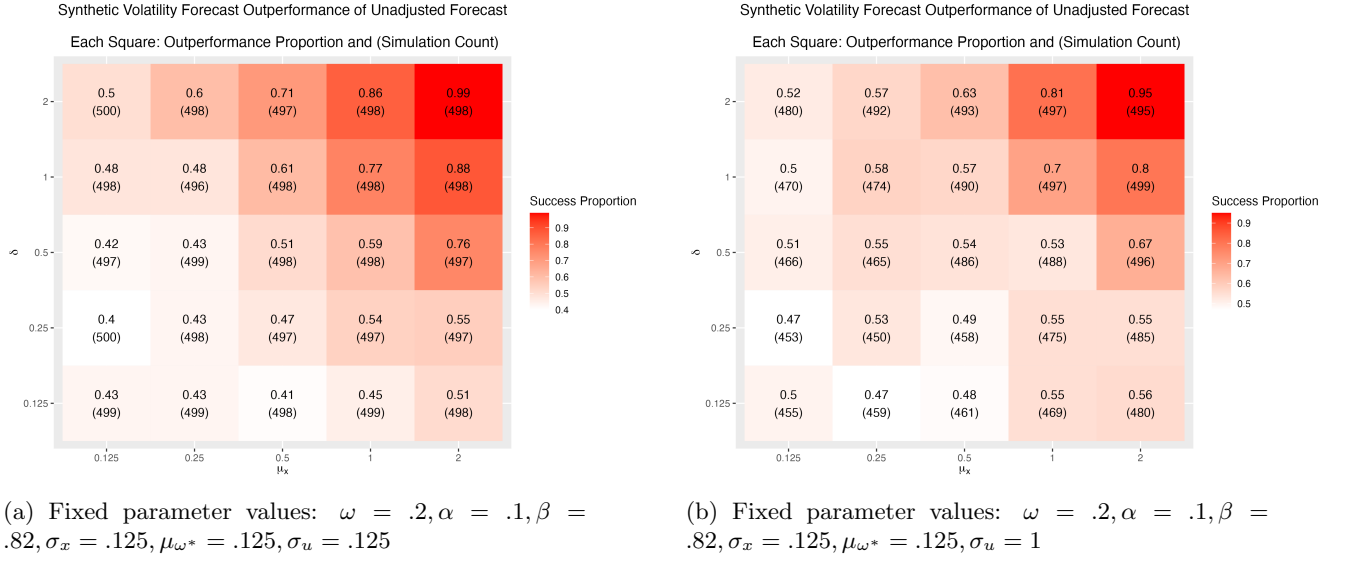 Synthetic Volatility Forecast Outperformance of Unadjusted Forecast
Each Square: Outperformance Proportion and (Simulation Count)
2
0.5 0.6 0.71 0.86 0.99
(500) (498) (497) (498) (498)
1
0.48 0.48 0.61 0.77 0.88
(498) (496) (498) (498) (498)
0.5
0.42 0.43 0.51 0.59 0.76
(497) (499) (498) (498) (497)
0.25
0.4 0.43 0.47 0.54 0.55
(500) (498) (497) (497) (497)
0.125
0.43 0.43 0.41 0.45 0.51
(499) (499) (498) (499) (498)
δ
0.125 0.25 0.5 1 2
μx
Success Proportion
0.9
0.8
0.7
0.6
0.5
0.4
(a) Fixed parameter values: ω = .2, α = .1, β =
.82, σx = .125, μω* = .125, σu = .125
Synthetic Volatility Forecast Outperformance of Unadjusted Forecast
Each Square: Outperformance Proportion and (Simulation Count)
2
0.52 0.57 0.63 0.81 0.95
(480) (492) (493) (497) (495)
1
0.5 0.58 0.57 0.7 0.8
(470) (474) (490) (497) (499)
0.5
0.51 0.55 0.54 0.53 0.67
(466) (465) (486) (488) (496)
0.25
0.47 0.53 0.49 0.55 0.55
(453) (450) (458) (475) (485)
0.125
0.5 0.47 0.48 0.55 0.56
(455) (459) (461) (469) (480)
δ
0.125 0.25 0.5 1 2
μx
Success Proportion
0.9
0.8
0.7
0.6
0.5
(b) Fixed parameter values: ω = .2, α = .1, β =
.82, σx = .125, μω* = .125, σu = 1